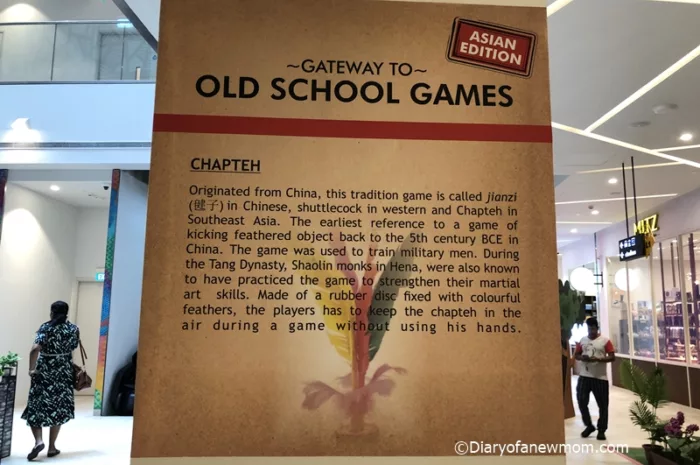 ASIAN
EDITION
~GATEWAY TO~
OLD SCHOOL GAMES
CHAPTEH
Originated from China, this tradition game is called jianzi
(毽子) in Chinese, shuttlecock in western and Chapteh in
Southeast Asia. The earliest reference to a game of
kicking feathered object back to the 5th century BCE in
China. The game was used to train military men. During
the Tang Dynasty, Shaolin monks in Hena, were also known
to have practiced the game to strengthen their martial
art skills. Made of a rubber disc fixed with colourful
feathers, the players has to keep the chapteh in the
air during a game without using his hands.
©Diaryofanewmom.com